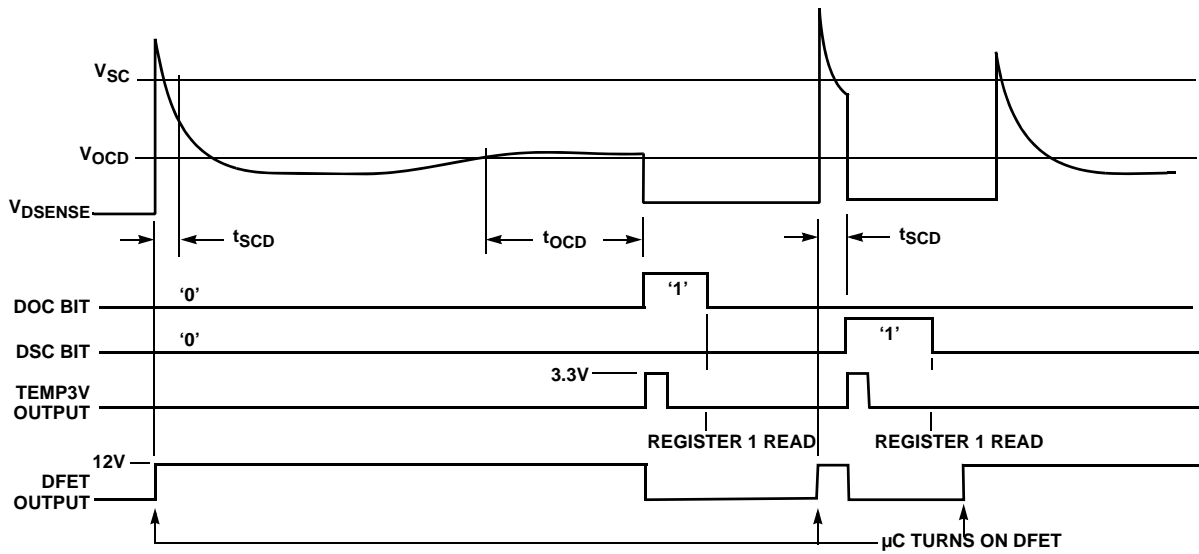 VSC
VOCD
VDSENSE
tSCD
tOCD
tSCD
DOC BIT
‘0’
‘1’
DSC BIT
‘0’
‘1’
3.3V
TEMP3V
OUTPUT
REGISTER 1 READ
REGISTER 1 READ
12V
DFET
OUTPUT
µC TURNS ON DFET